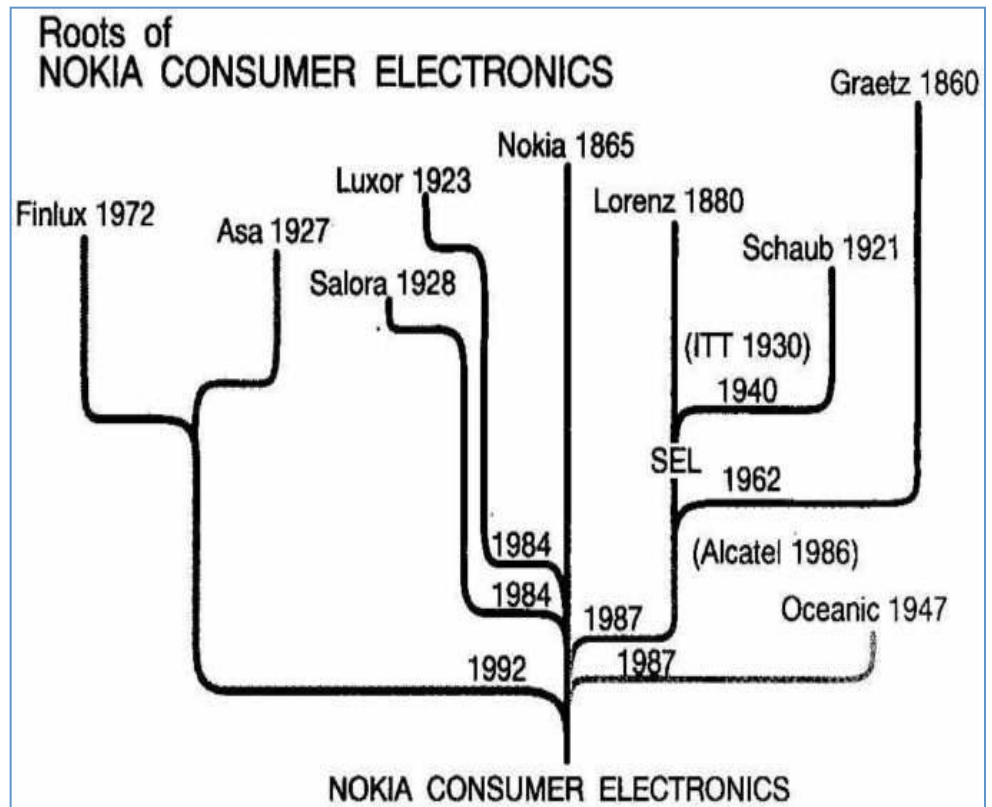 Roots of
NOKIA CONSUMER ELECTRONICS
Graetz 1860
Nokia 1865
Luxor 1923
Lorenz 1880
Finlux 1972
Asa 1927
Schaub 1921
Salora 1928
(ITT 1930)
1940
SEL
1962
1984
(Alcatel 1986)
1984
Oceanic 1947
1987
1992
1987
NOKIA CONSUMER ELECTRONICS